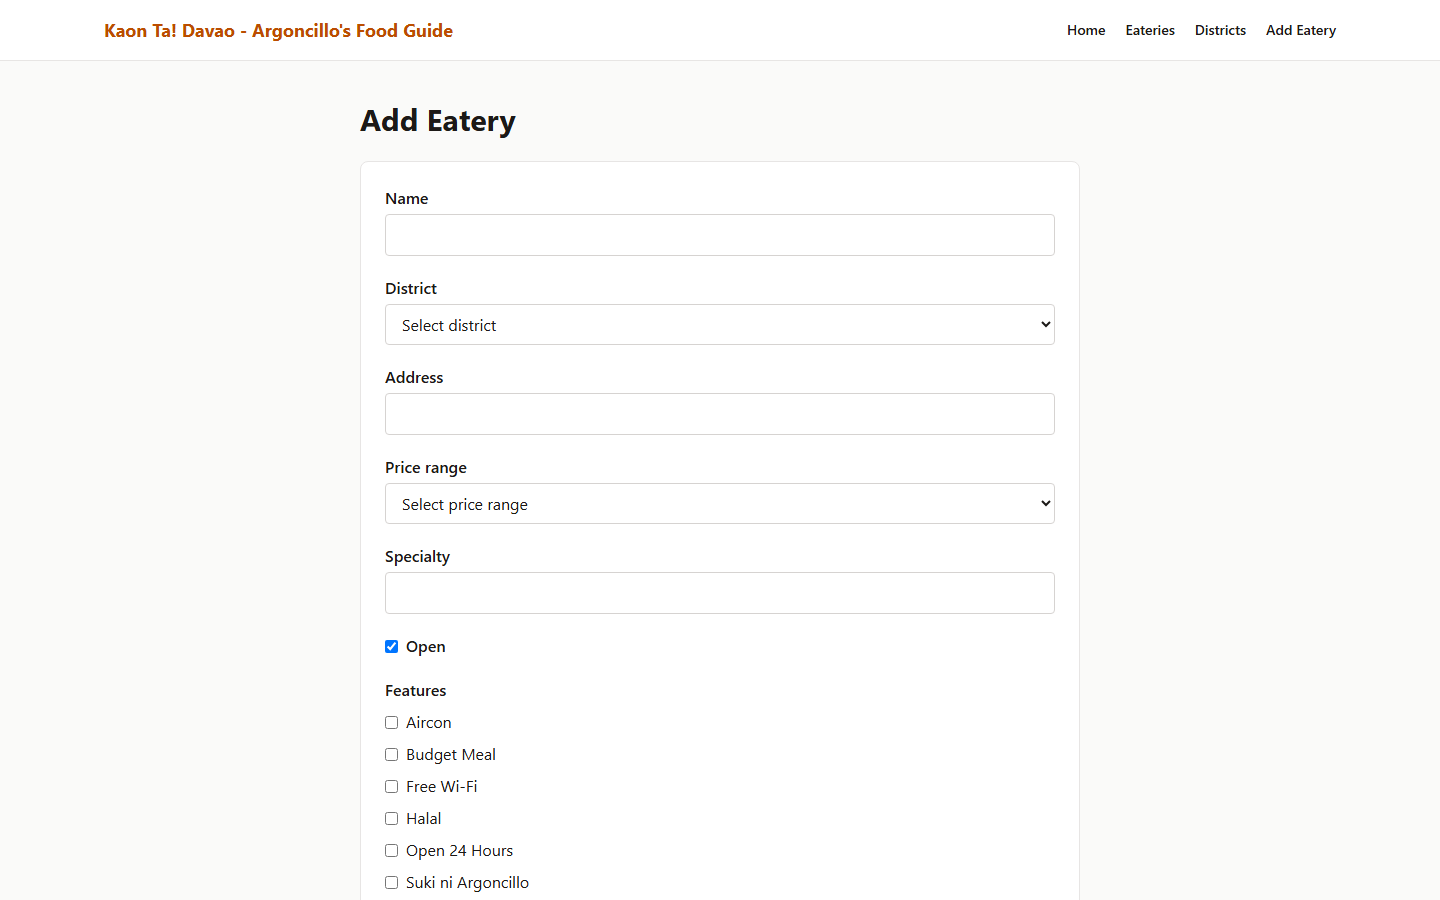 Kaon Ta! Davao - Argoncillo's Food Guide
Home Eateries Districts Add Eatery
Add Eatery
Name
District
Select district
Address
Price range
Select price range
Specialty
Open
Features
Aircon
Budget Meal
Free Wi-Fi
Halal
Open 24 Hours
Suki ni Argoncillo